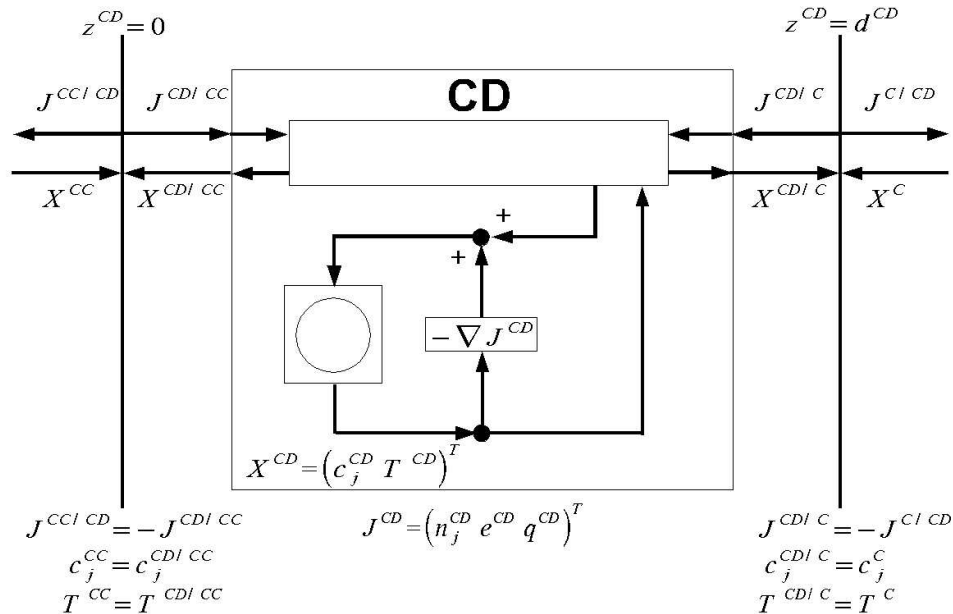 z^{CD}=0
z^{CD}=d^{CD}
CD
J^{CC/CD} J^{CD/CC}
J^{CD/C} J^{C/CD}
X^{CC} X^{CD/CC}
X^{CD/C} X^{C}
+
+
-∇J^{CD}
X^{CD}=(c_j^{CD} T^{CD})^T
J^{CC/CD}=-J^{CD/CC}
J^{CD}=(n_j^{CD} e^{CD} q^{CD})^T
J^{CD/C}=-J^{C/CD}
c_j^{CC}=c_j^{CD/CC}
c_j^{CD/C}=c_j^{C}
T^{CC}=T^{CD/CC}
T^{CD/C}=T^{C}